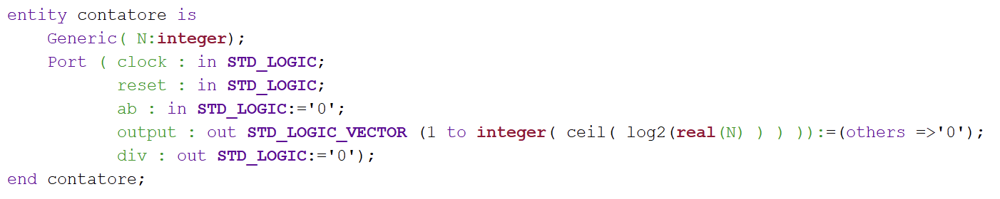 entity contatore is
    Generic( N:integer);
    Port ( clock : in STD_LOGIC;
           reset : in STD_LOGIC;
           ab : in STD_LOGIC:='0';
           output : out STD_LOGIC_VECTOR (1 to integer( ceil( log2(real(N) ) ) )):=(others =>'0');
           div : out STD_LOGIC:='0');
end contatore;